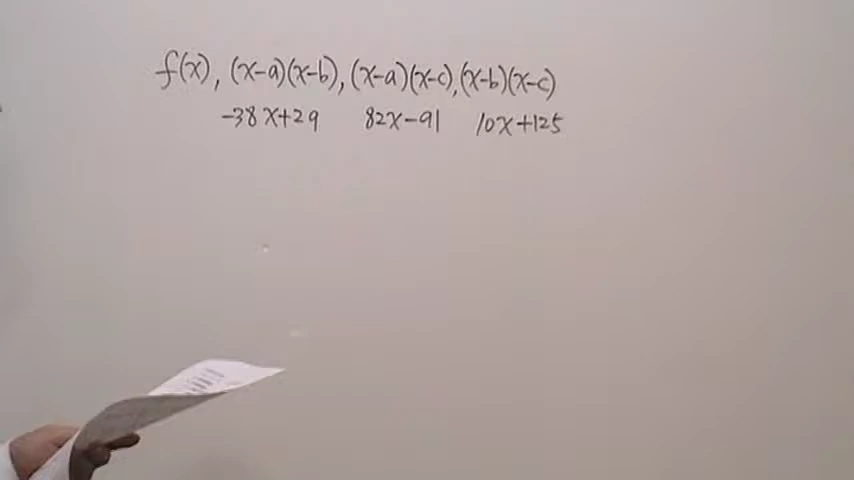 f(x), (x-a)(x-b), (x-a)(x-c), (x-b)(x-c)
-38x+29 82x-91 10x+125